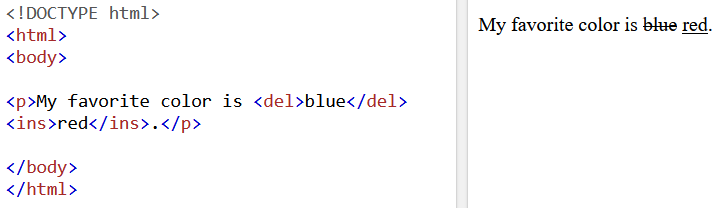 <!DOCTYPE html>
<html>
<body>
<p>My favorite color is <del>blue</del>
<ins>red</ins>.</p>
</body>
</html>
My favorite color is blue red.